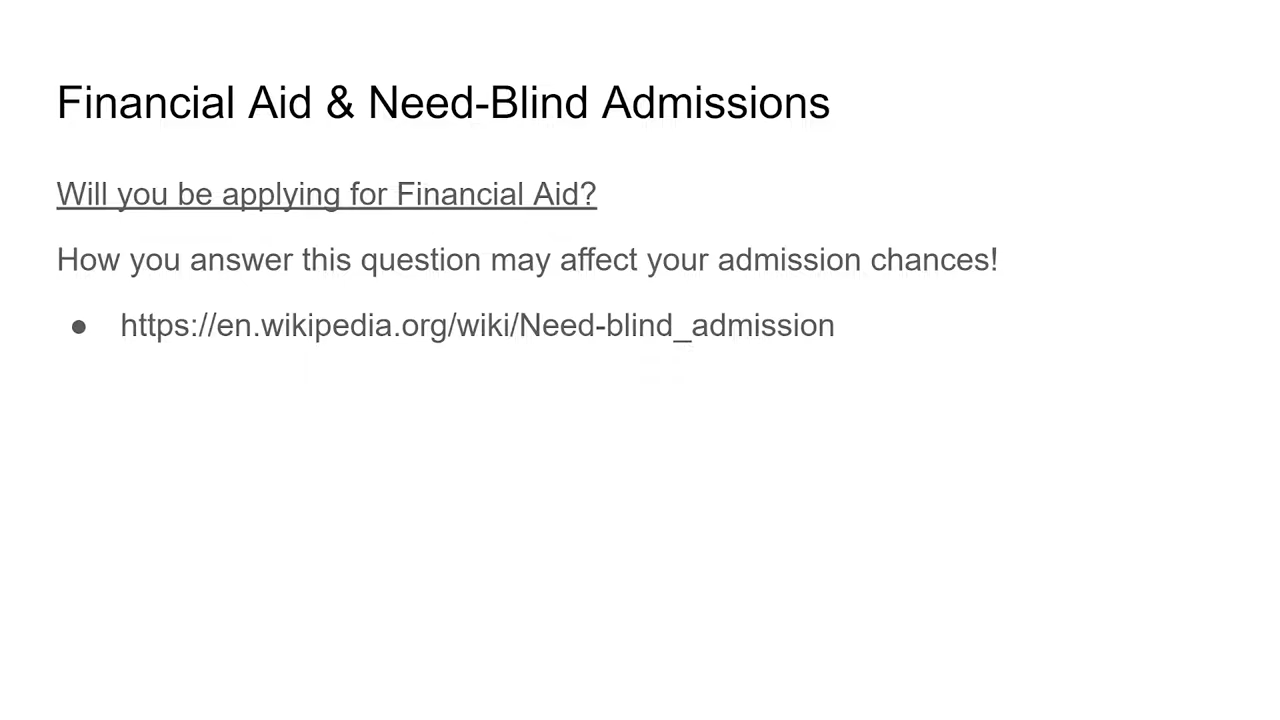 Financial Aid & Need-Blind Admissions
Will you be applying for Financial Aid?
How you answer this question may affect your admission chances!
● https://en.wikipedia.org/wiki/Need-blind_admission